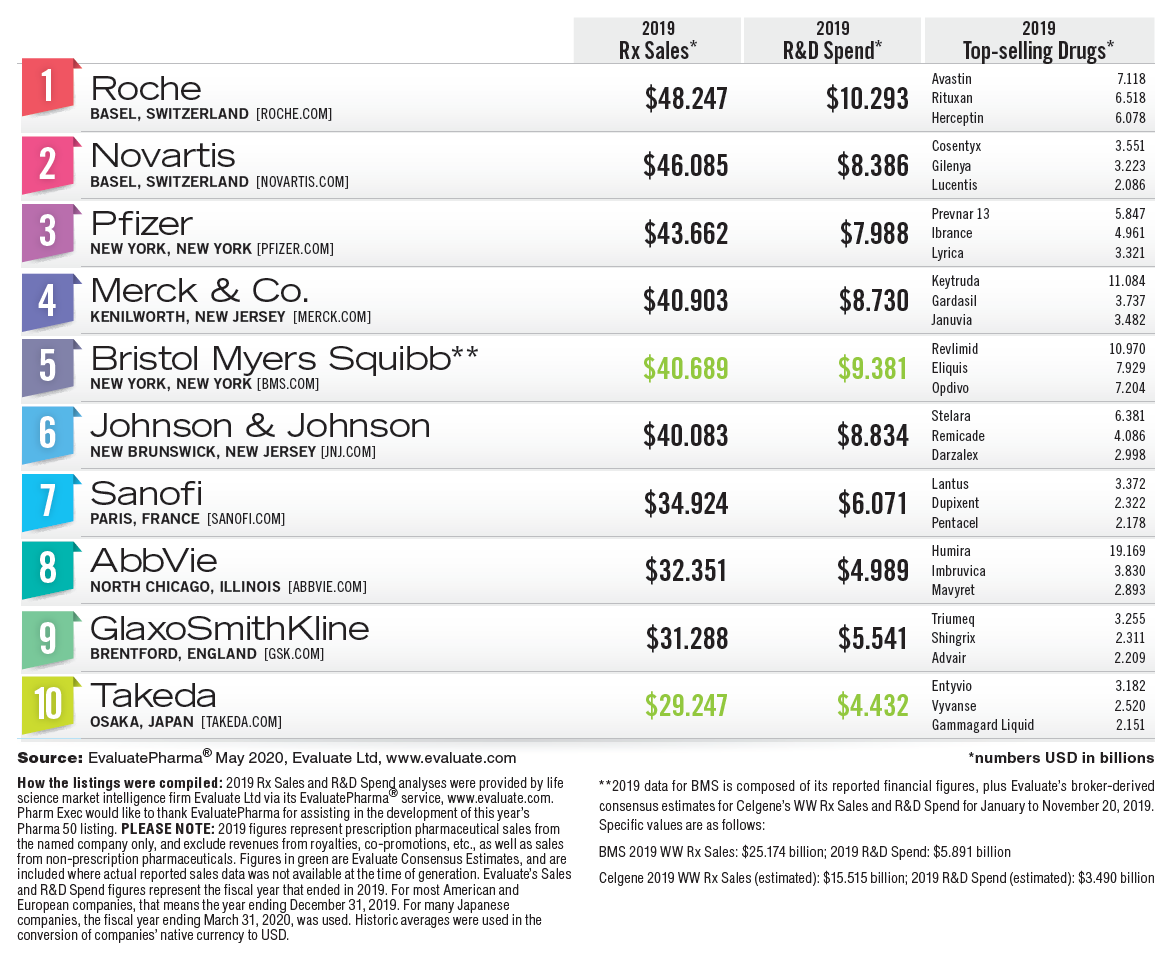 2019 2019 2019
Rx Sales* R&D Spend* Top-selling Drugs*
1 Roche $48.247 $10.293 Avastin 7.118
BASEL, SWITZERLAND [ROCHE.COM] Rituxan 6.518
Herceptin 6.078
2 Novartis $46.085 $8.386 Cosentyx 3.551
BASEL, SWITZERLAND [NOVARTIS.COM] Gilenya 3.223
Lucentis 2.086
3 Pfizer $43.662 $7.988 Prevnar 13 5.847
NEW YORK, NEW YORK [PFIZER.COM] Ibrance 4.961
Lyrica 3.321
4 Merck & Co. $40.903 $8.730 Keytruda 11.084
KENILWORTH, NEW JERSEY [MERCK.COM] Gardasil 3.737
Januvia 3.482
5 Bristol Myers Squibb** $40.689 $9.381 Revlimid 10.970
NEW YORK, NEW YORK [BMS.COM] Eliquis 7.929
Opdivo 7.204
6 Johnson & Johnson $40.083 $8.834 Stelara 6.381
NEW BRUNSWICK, NEW JERSEY [JNJ.COM] Remicade 4.086
Darzalex 2.998
7 Sanofi $34.924 $6.071 Lantus 3.372
PARIS, FRANCE [SANOFI.COM] Dupixent 2.322
Pentacel 2.178
8 AbbVie $32.351 $4.989 Humira 19.169
NORTH CHICAGO, ILLINOIS [ABBVIE.COM] Imbruvica 3.830
Mavyret 2.893
9 GlaxoSmithKline $31.288 $5.541 Triumeq 3.255
BRENTFORD, ENGLAND [GSK.COM] Shingrix 2.311
Advair 2.209
10 Takeda $29.247 $4.432 Entyvio 3.182
OSAKA, JAPAN [TAKEDA.COM] Vyvanse 2.520
Gammagard Liquid 2.151
Source: EvaluatePharma® May 2020, Evaluate Ltd, www.evaluate.com
*numbers USD in billions
How the listings were compiled: 2019 Rx Sales and R&D Spend analyses were provided by life
science market intelligence firm Evaluate Ltd via its EvaluatePharma® service, www.evaluate.com.
Pharm Exec would like to thank EvaluatePharma for assisting in the development of this year's
Pharma 50 listing. PLEASE NOTE: 2019 figures represent prescription pharmaceutical sales from
the named company only, and exclude revenues from royalties, co-promotions, etc., as well as sales
from non-prescription pharmaceuticals. Figures in green are Evaluate Consensus Estimates, and are
included where actual reported sales data was not available at the time of generation. Evaluate's Sales
and R&D Spend figures represent the fiscal year that ended in 2019. For most American and
European companies, that means the year ending December 31, 2019. For many Japanese
companies, the fiscal year ending March 31, 2020, was used. Historic averages were used in the
conversion of companies' native currency to USD.
**2019 data for BMS is composed of its reported financial figures, plus Evaluate's broker-derived
consensus estimates for Celgene's WW Rx Sales and R&D Spend for January to November 20, 2019.
Specific values are as follows:
BMS 2019 WW Rx Sales: $25.174 billion; 2019 R&D Spend: $5.891 billion
Celgene 2019 WW Rx Sales (estimated): $15.515 billion; 2019 R&D Spend (estimated): $3.490 billion